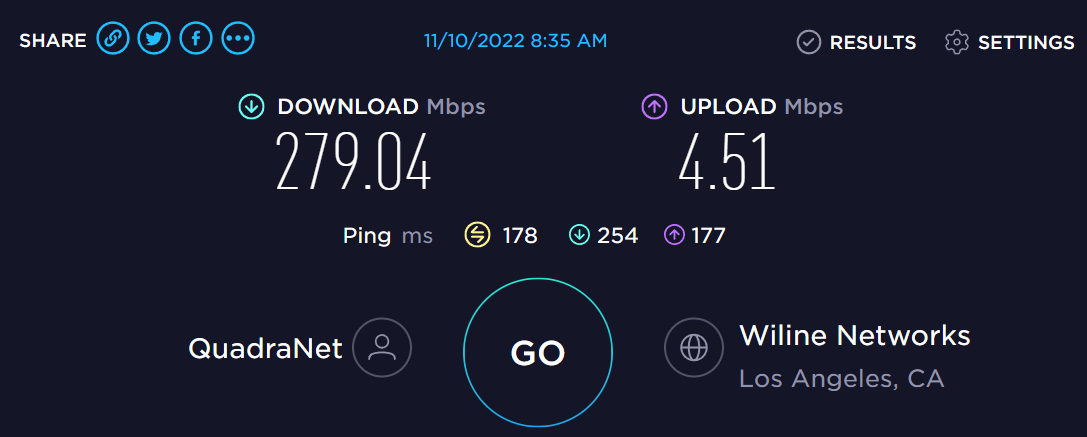 SHARE 11/10/2022 8:35 AM RESULTS SETTINGS
DOWNLOAD Mbps UPLOAD Mbps
279.04 4.51
Ping ms 178 254 177
QuadraNet GO Wiline Networks
Los Angeles, CA